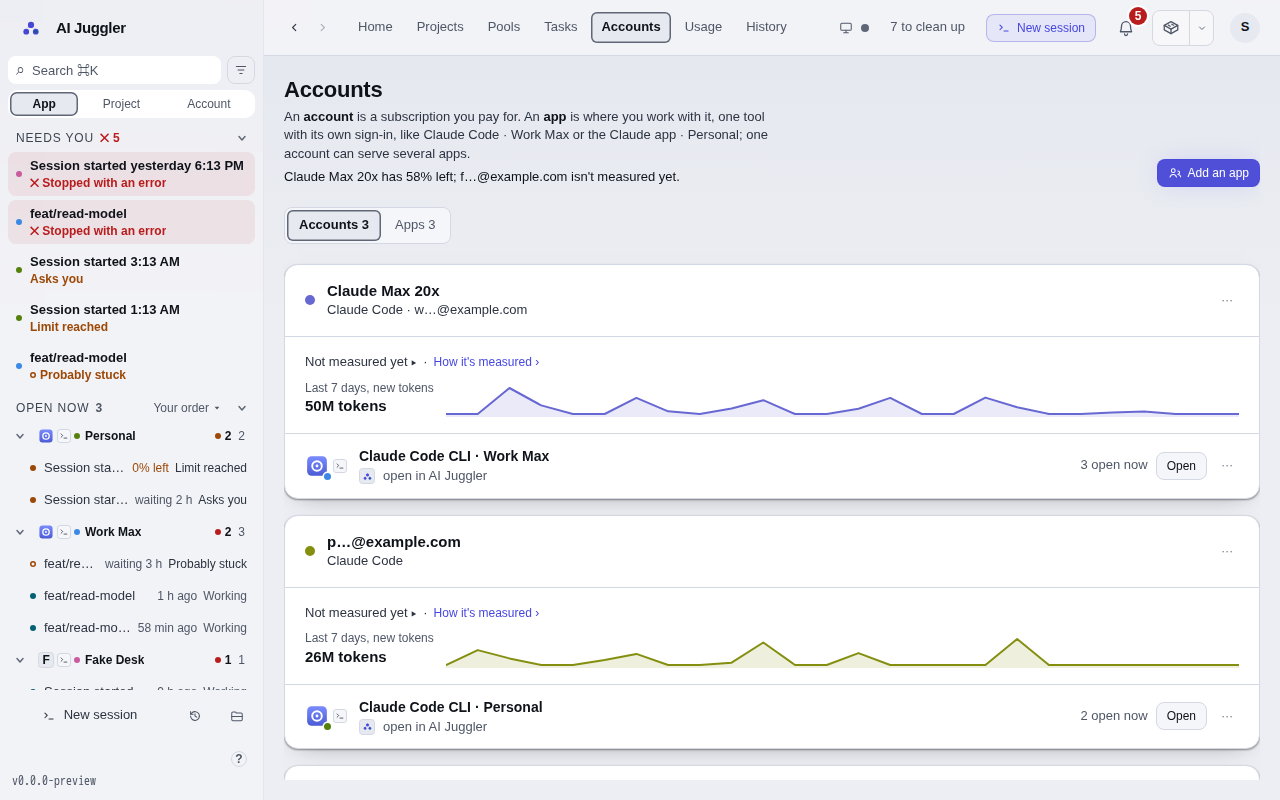 AI Juggler
Search ⌘K
App Project Account
NEEDS YOU 5
Session started yesterday 6:13 PM
Stopped with an error
feat/read-model
Stopped with an error
Session started 3:13 AM
Asks you
Session started 1:13 AM
Limit reached
feat/read-model
Probably stuck
OPEN NOW 3 Your order
Personal 2 2
Session sta… 0% left Limit reached
Session star… waiting 2 h Asks you
Work Max 2 3
feat/re… waiting 3 h Probably stuck
feat/read-model 1 h ago Working
feat/read-mo… 58 min ago Working
F Fake Desk 1 1
New session
?
v0.0.0-preview
Home Projects Pools Tasks Accounts Usage History
7 to clean up
New session
5
S
Accounts
An account is a subscription you pay for. An app is where you work with it, one tool
with its own sign-in, like Claude Code · Work Max or the Claude app · Personal; one
account can serve several apps.
Claude Max 20x has 58% left; f…@example.com isn't measured yet.
Add an app
Accounts 3 Apps 3
Claude Max 20x
Claude Code · w…@example.com
Not measured yet ▸ · How it's measured ›
Last 7 days, new tokens
50M tokens
Claude Code CLI · Work Max
open in AI Juggler
3 open now Open
p…@example.com
Claude Code
Not measured yet ▸ · How it's measured ›
Last 7 days, new tokens
26M tokens
Claude Code CLI · Personal
open in AI Juggler
2 open now Open